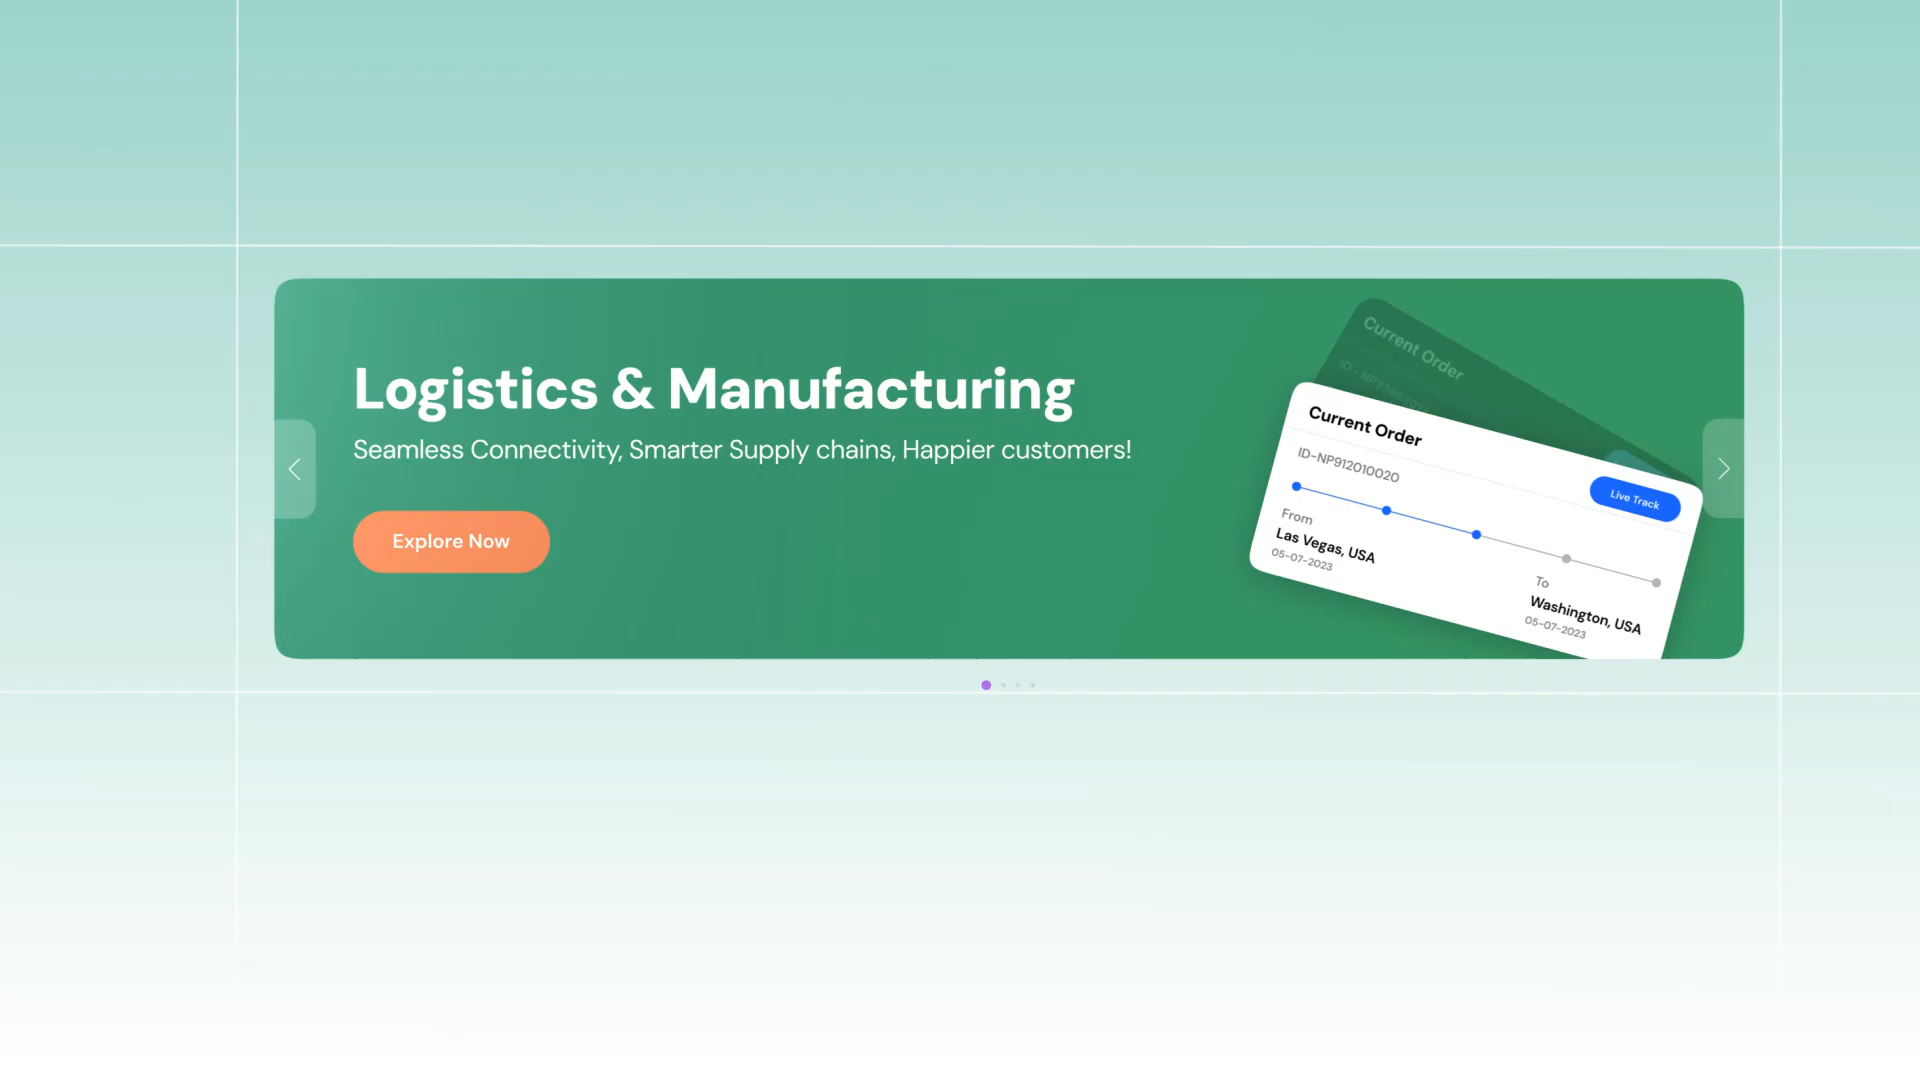 Logistics & Manufacturing
Seamless Connectivity, Smarter Supply chains, Happier customers!
Explore Now
Current Order
Current Order
ID-NP912010020
Live Track
From
Las Vegas, USA
05-07-2023
To
Washington, USA
05-07-2023